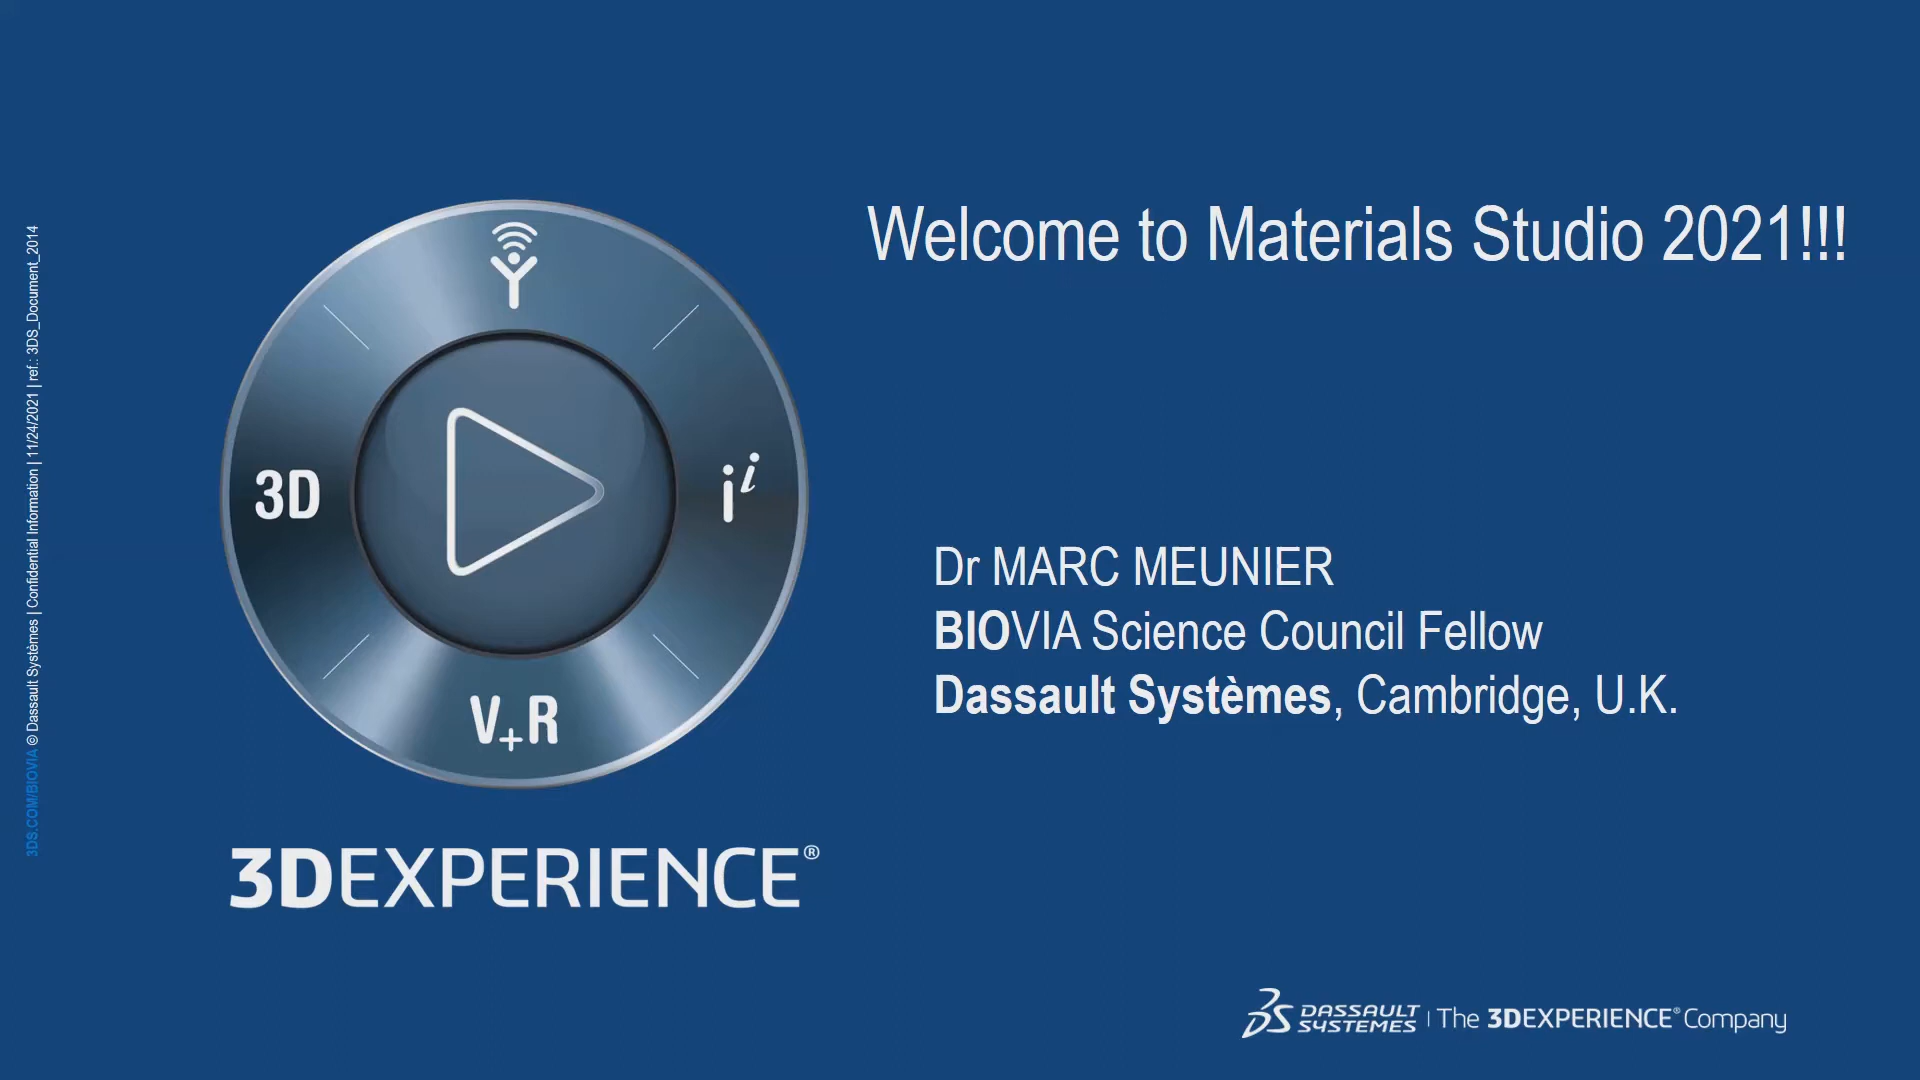 Welcome to Materials Studio 2021!!!
3D
i i
V+R
3DEXPERIENCE®
Dr MARC MEUNIER
BIOVIA Science Council Fellow
Dassault Systèmes, Cambridge, U.K.
3DS.COM/BIOVIA © Dassault Systèmes | Confidential Information | 11/24/2021 | ref.: 3DS_Document_2014
DASSAULT SYSTEMES | The 3DEXPERIENCE® Company